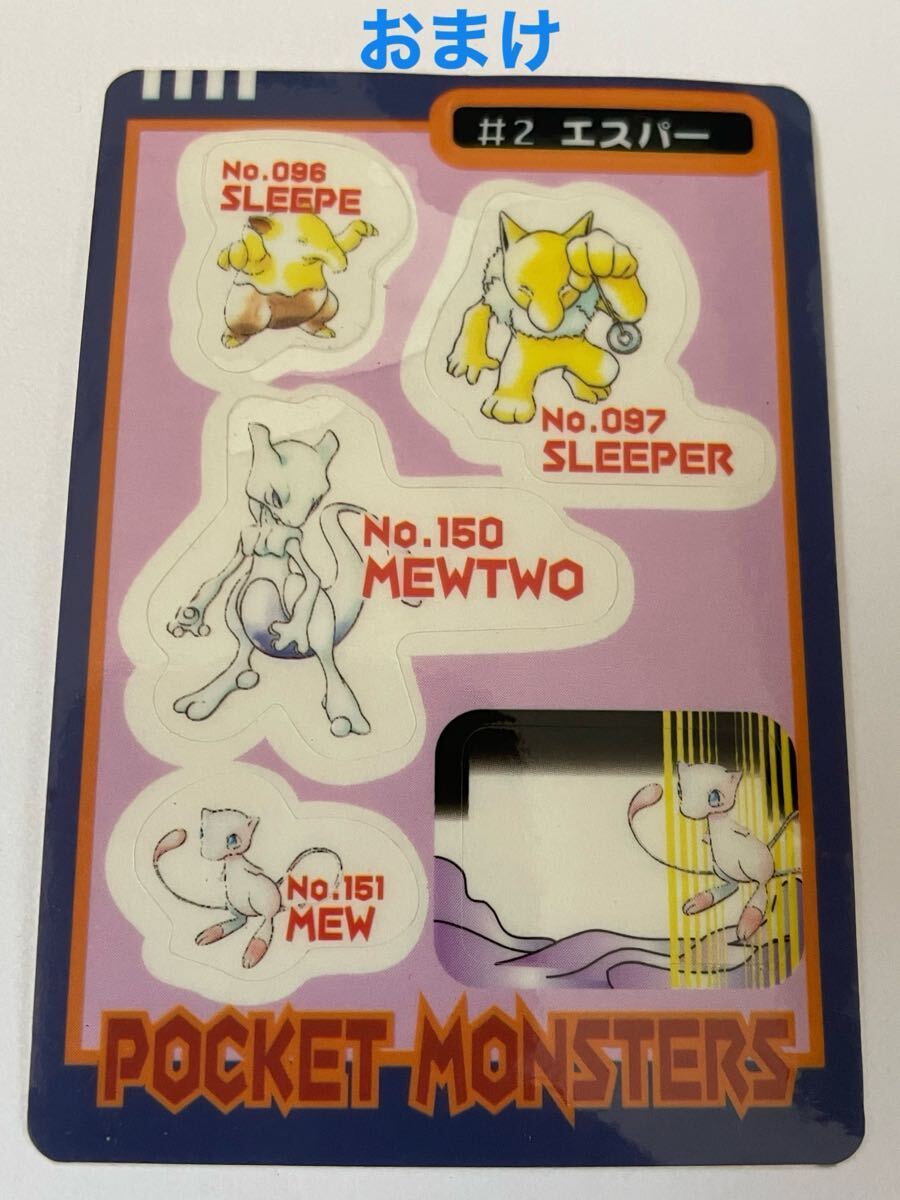 おまけ
#2 エスパー
No.096
SLEEPE
No.097
SLEEPER
No.150
MEWTWO
No.151
MEW
POCKET MONSTERS